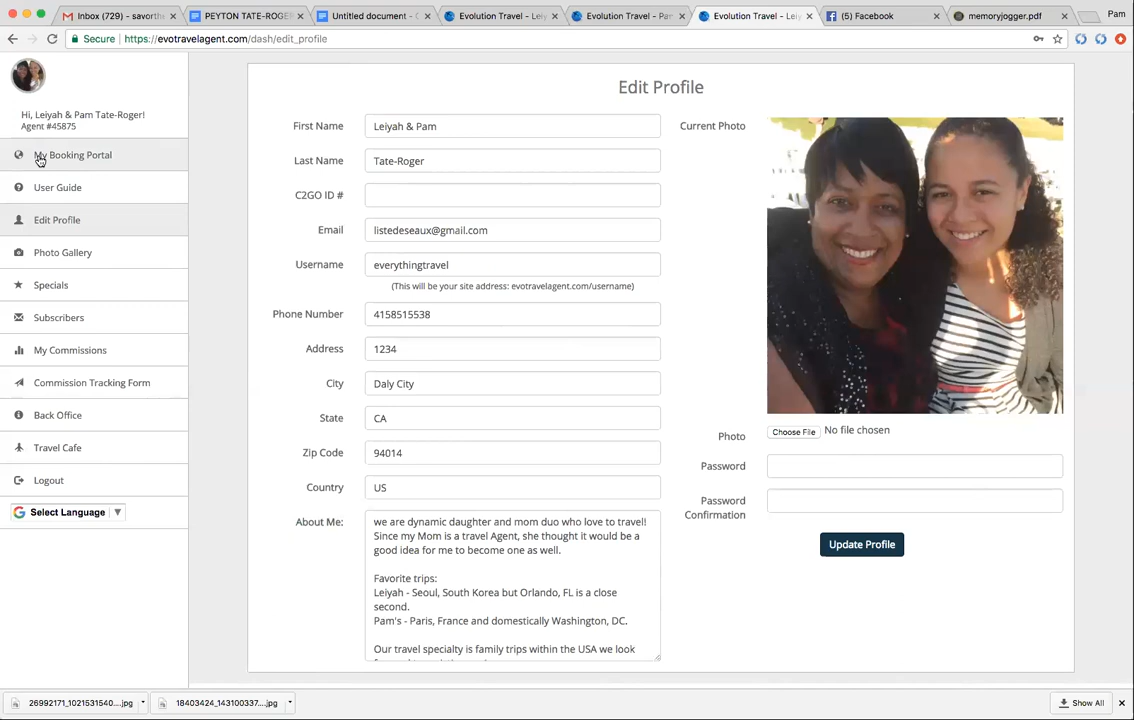 Inbox (729) - savorth
PEYTON TATE-ROGER
Untitled document - G
Evolution Travel - Leiy
Evolution Travel - Pam
Evolution Travel - Leiy
(5) Facebook
memoryjogger.pdf
Pam
Secure
https://evotravelagent.com/dash/edit_profile
Hi, Leiyah & Pam Tate-Roger!
Agent #45875
My Booking Portal
User Guide
Edit Profile
Photo Gallery
Specials
Subscribers
My Commissions
Commission Tracking Form
Back Office
Travel Cafe
Logout
Select Language
Edit Profile
First Name
Leiyah & Pam
Last Name
Tate-Roger
C2GO ID #
Email
listedeseaux@gmail.com
Username
everythingtravel
(This will be your site address: evotravelagent.com/username)
Phone Number
4158515538
Address
1234
City
Daly City
State
CA
Zip Code
94014
Country
US
About Me:
we are dynamic daughter and mom duo who love to travel!
Since my Mom is a travel Agent, she thought it would be a
good idea for me to become one as well.
Favorite trips:
Leiyah - Seoul, South Korea but Orlando, FL is a close
second.
Pam's - Paris, France and domestically Washington, DC.
Our travel specialty is family trips within the USA we look
Current Photo
Photo
Choose File No file chosen
Password
Password
Confirmation
Update Profile
26992171_1021531540....jpg
18403424_143100337....jpg
Show All